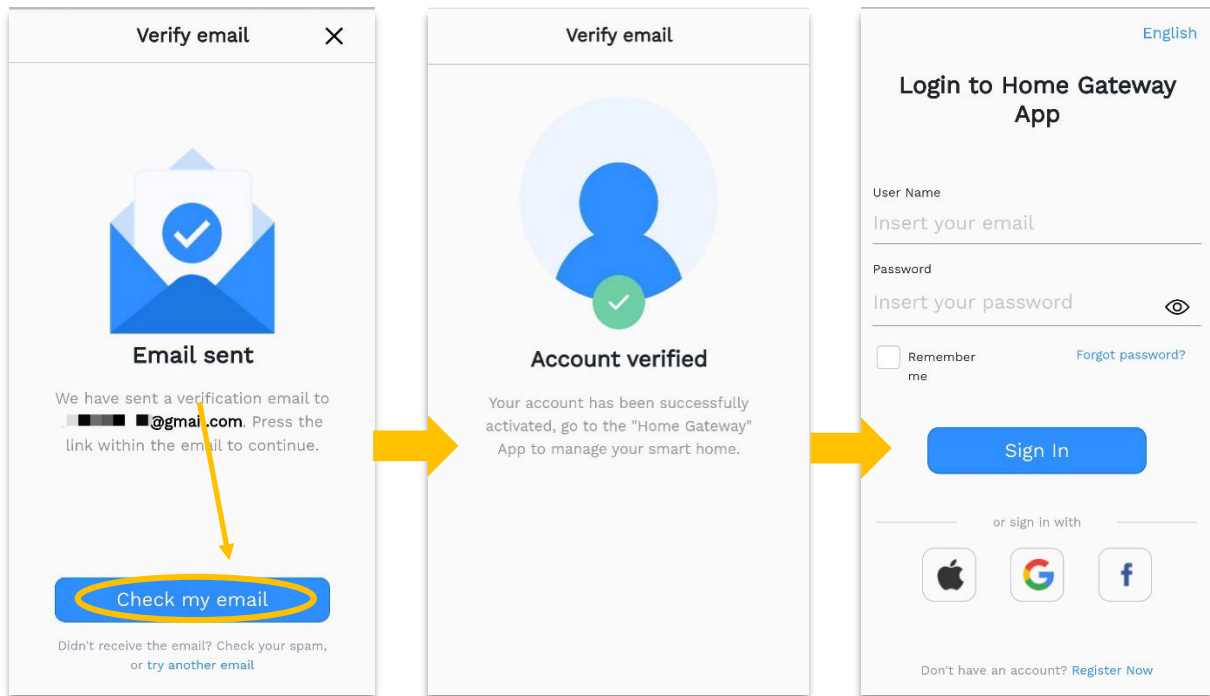 Verify email
Email sent
We have sent a verification email to
@gmail.com. Press the
link within the email to continue.
Check my email
Didn't receive the email? Check your spam,
or try another email
Verify email
Account verified
Your account has been successfully
activated, go to the "Home Gateway"
App to manage your smart home.
English
Login to Home Gateway
App
User Name
Insert your email
Password
Insert your password
Remember
me
Forgot password?
Sign In
or sign in with
Don't have an account? Register Now